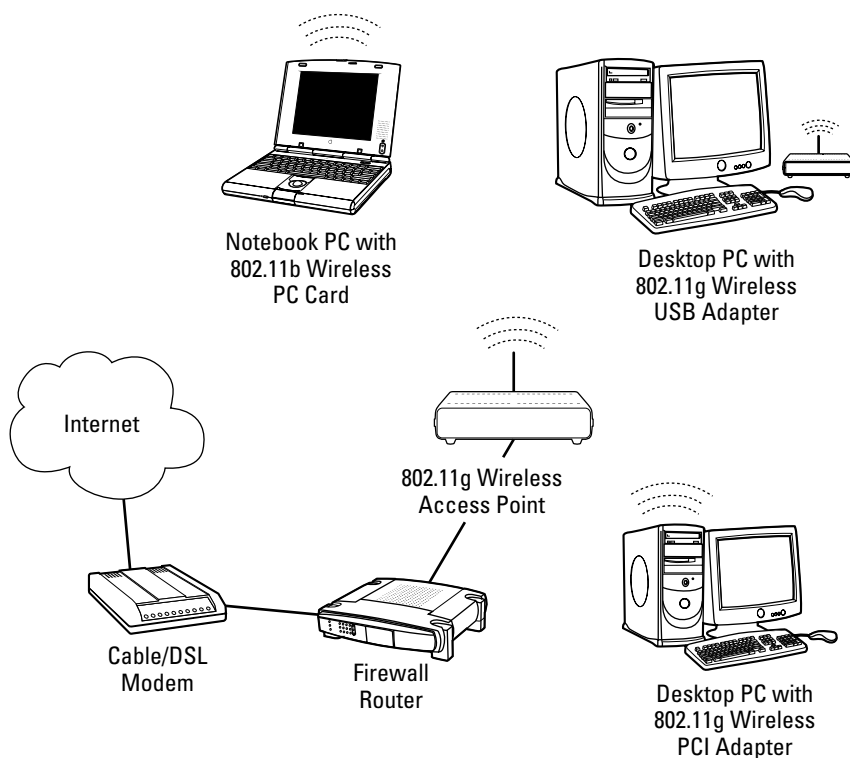 Notebook PC with
802.11b Wireless
PC Card
Desktop PC with
802.11g Wireless
USB Adapter
Internet
802.11g Wireless
Access Point
Cable/DSL
Modem
Firewall
Router
Desktop PC with
802.11g Wireless
PCI Adapter